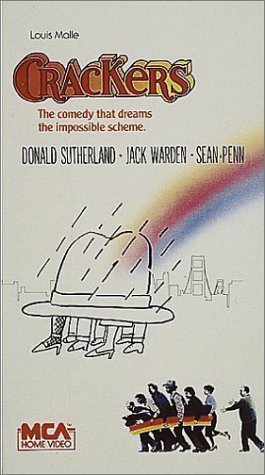 Louis Malle
CRACKERS
The comedy that dreams
the impossible scheme.
DONALD SUTHERLAND • JACK WARDEN • SEAN PENN
MCA
HOME VIDEO